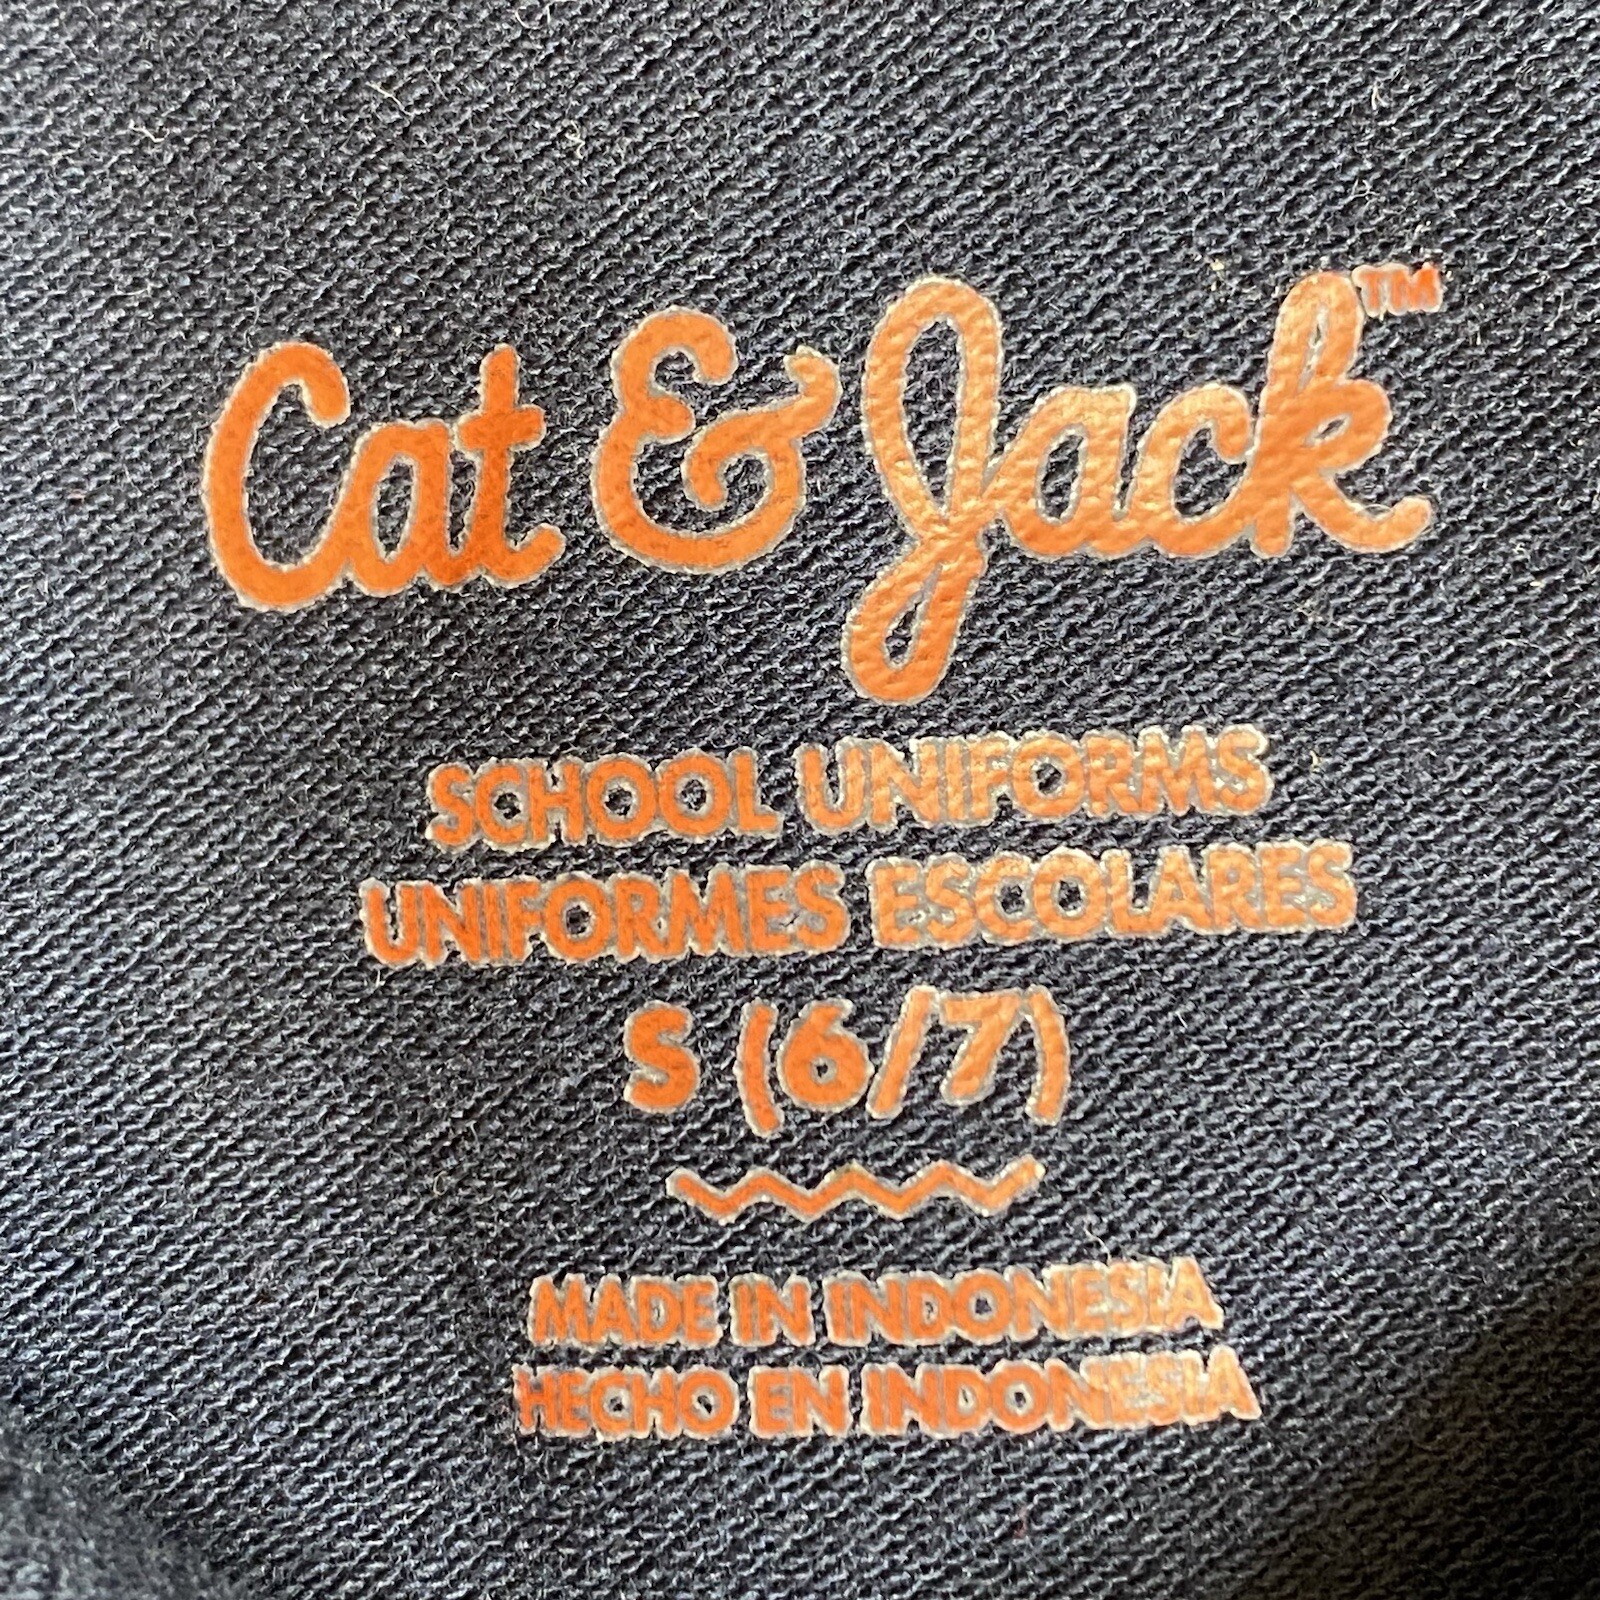 Cat & Jack™
SCHOOL UNIFORMS
UNIFORMES ESCOLARES
S (6/7)
MADE IN INDONESIA
HECHO EN INDONESIA